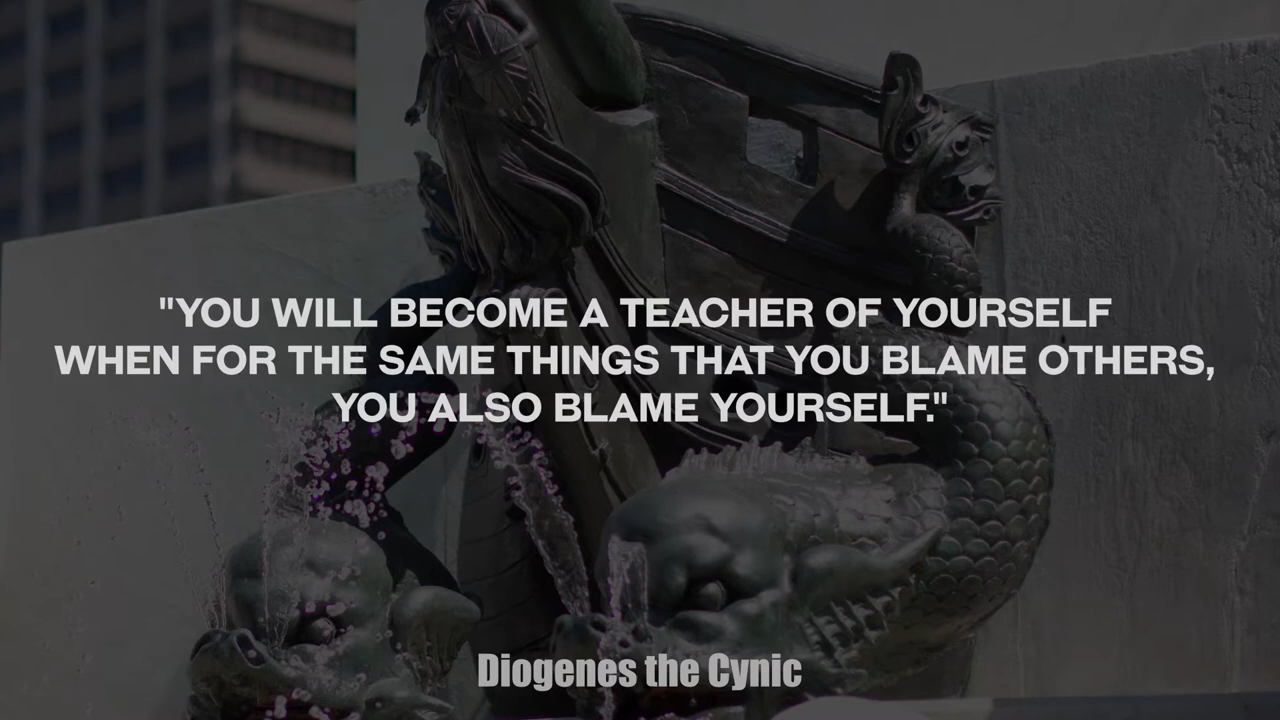 "YOU WILL BECOME A TEACHER OF YOURSELF
WHEN FOR THE SAME THINGS THAT YOU BLAME OTHERS,
YOU ALSO BLAME YOURSELF."
Diogenes the Cynic